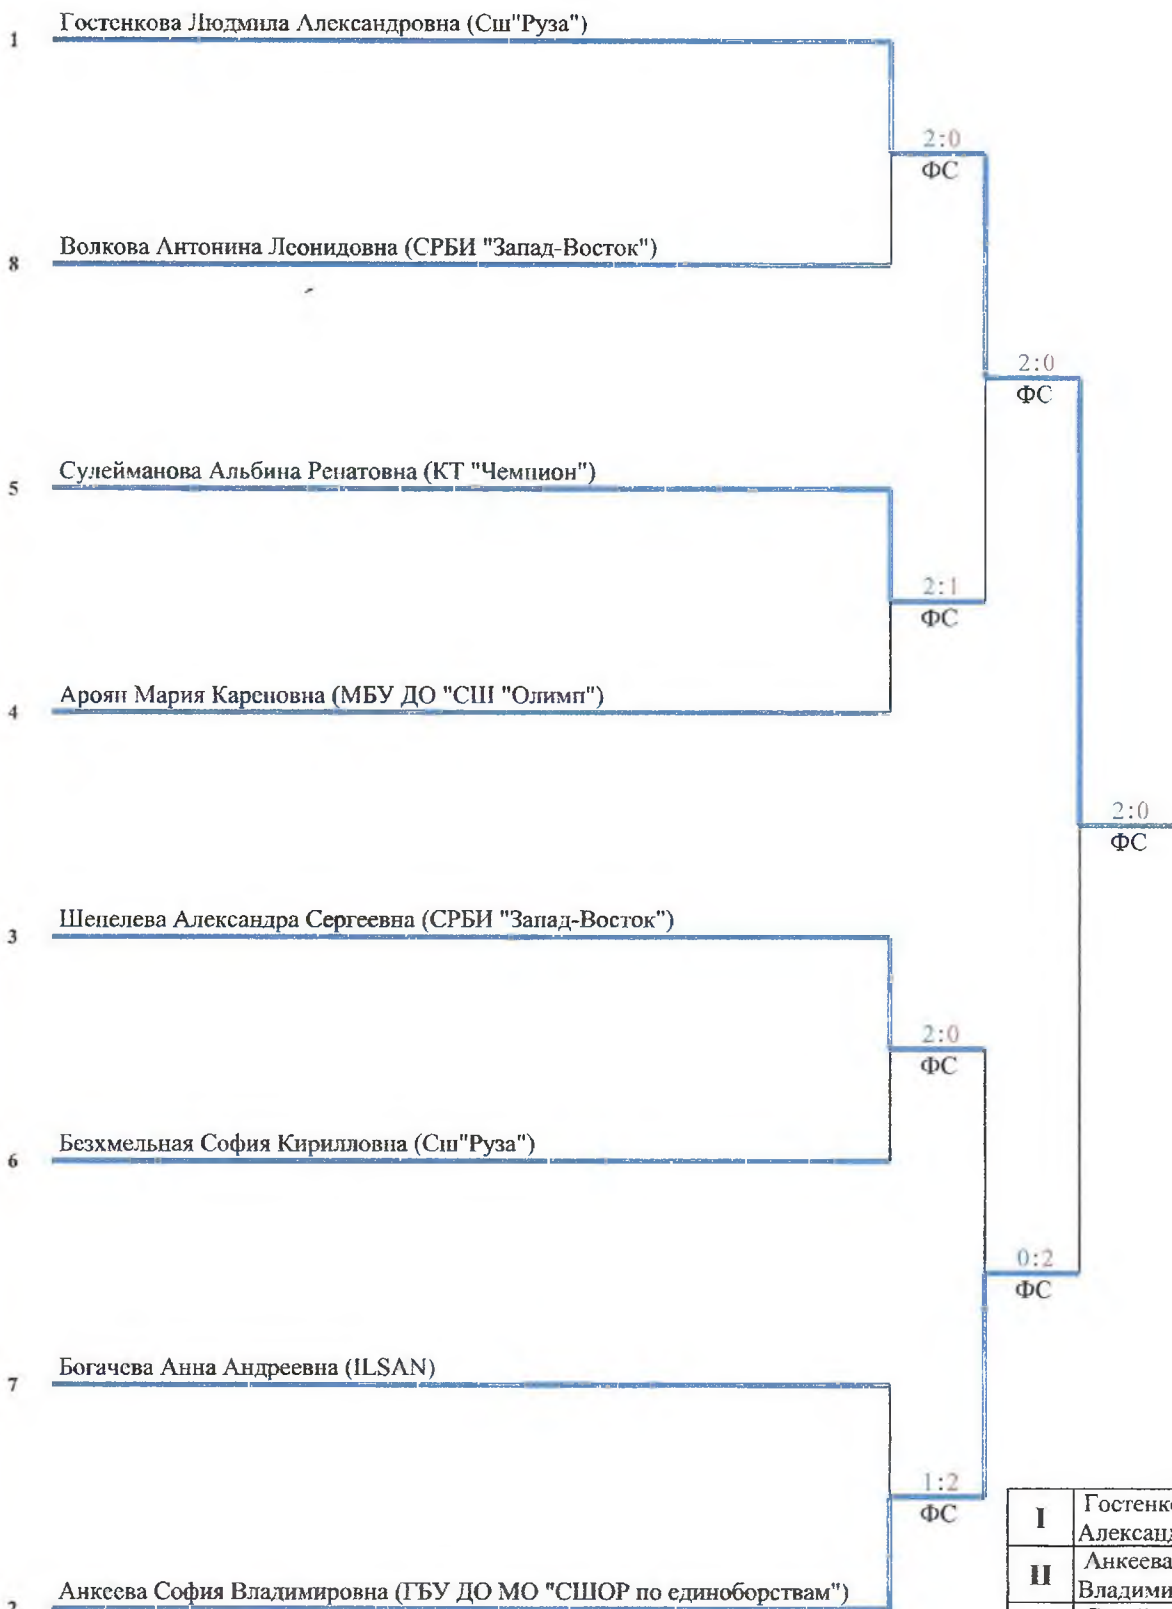 Гостенкова Людмила Александровна (Сш"Руза")
1
2:0
ФС
Волкова Антонина Леонидовна (СРБИ "Запад-Восток")
8
2:0
ФС
Сулейманова Альбина Ренатовна (КТ "Чемпион")
5
2:1
ФС
Ароян Мария Кареновна (МБУ ДО "СШ "Олимп")
4
2:0
ФС
Шепелева Александра Сергеевна (СРБИ "Запад-Восток")
3
2:0
ФС
Безхмельная София Кирилловна (Сш"Руза")
6
0:2
ФС
Богачева Анна Андреевна (ILSAN)
7
1:2
ФС
I Гостенк
Александ
II Анкеева
Владими
Анкеева София Владимировна (ГБУ ДО МО "СШОР по единоборствам")